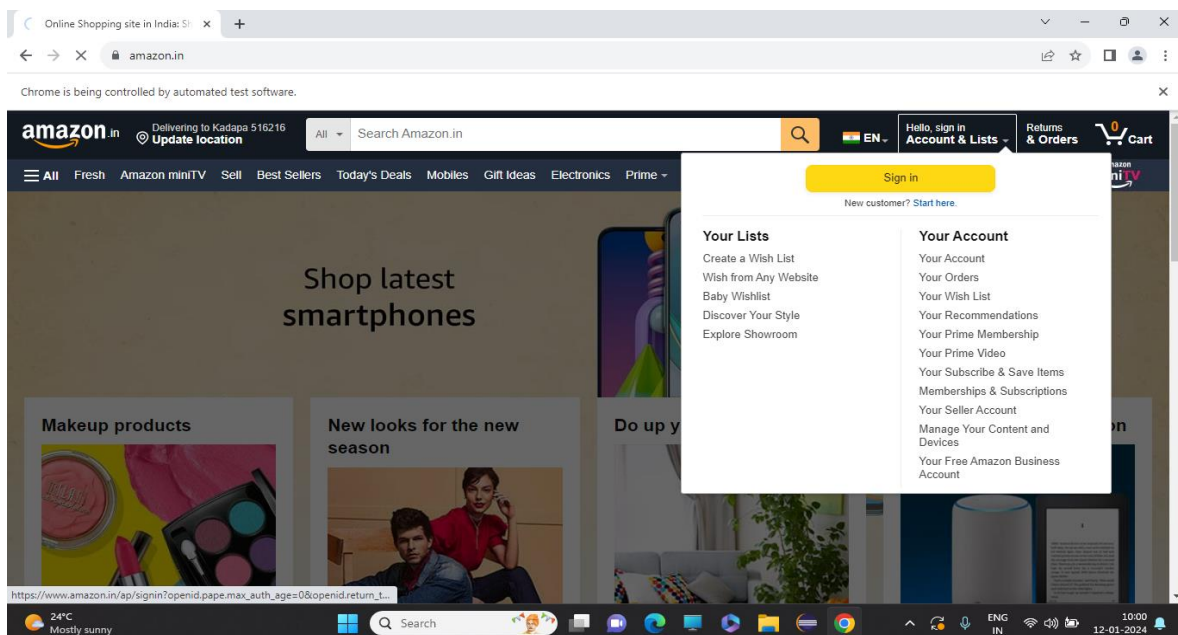 Online Shopping site in India: Sh
amazon.in
Chrome is being controlled by automated test software.
amazon.in
Delivering to Kadapa 516216
Update location
All
Search Amazon.in
EN
Hello, sign in
Account & Lists
Returns
& Orders
0
Cart
All Fresh Amazon miniTV Sell Best Sellers Today's Deals Mobiles Gift Ideas Electronics Prime
Sign in
New customer? Start here.
Your Lists
Create a Wish List
Wish from Any Website
Baby Wishlist
Discover Your Style
Explore Showroom
Your Account
Your Account
Your Orders
Your Wish List
Your Recommendations
Your Prime Membership
Your Prime Video
Your Subscribe & Save Items
Memberships & Subscriptions
Your Seller Account
Manage Your Content and
Devices
Your Free Amazon Business
Account
Shop latest
smartphones
Makeup products
New looks for the new
season
Do up y
https://www.amazon.in/ap/signin?openid.pape.max_auth_age=0&openid.return_t...
24°C
Mostly sunny
Search
ENG
IN
10:00
12-01-2024